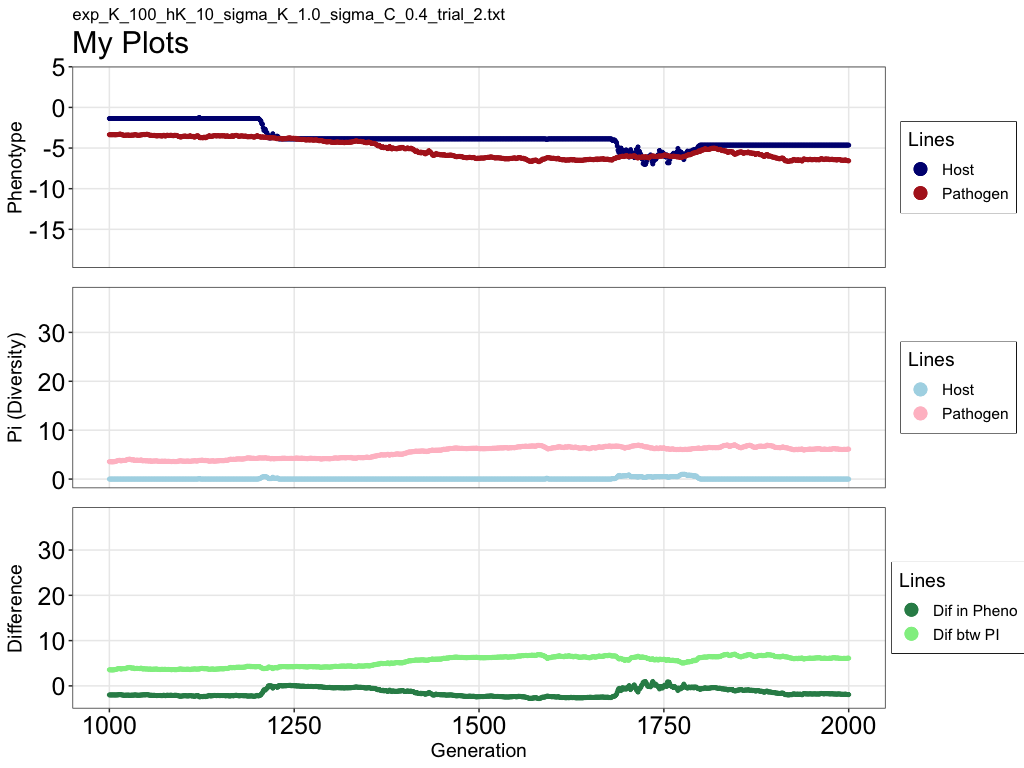 exp_K_100_hK_10_sigma_K_1.0_sigma_C_0.4_trial_2.txt
My Plots
Phenotype
5
0
-5
-10
-15
Lines
Host
Pathogen
Pi (Diversity)
30
20
10
0
Lines
Host
Pathogen
Difference
30
20
10
0
Lines
Dif in Pheno
Dif btw PI
1000 1250 1500 1750 2000
Generation